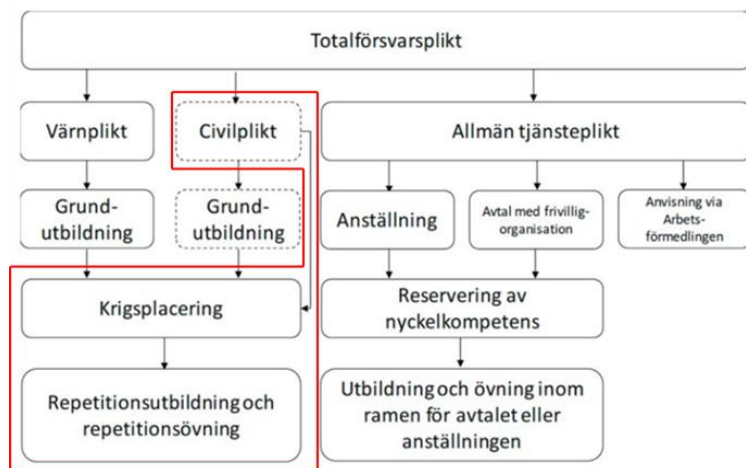 Totalförsvarsplikt
Värnplikt
Civilplikt
Allmän tjänsteplikt
Grund-
utbildning
Grund-
utbildning
Anställning
Avtal med frivillig-
organisation
Anvisning via
Arbets-
förmedlingen
Krigsplacering
Reservering av
nyckelkompetens
Repetitionsutbildning och
repetitionsövning
Utbildning och övning inom
ramen för avtalet eller
anställningen